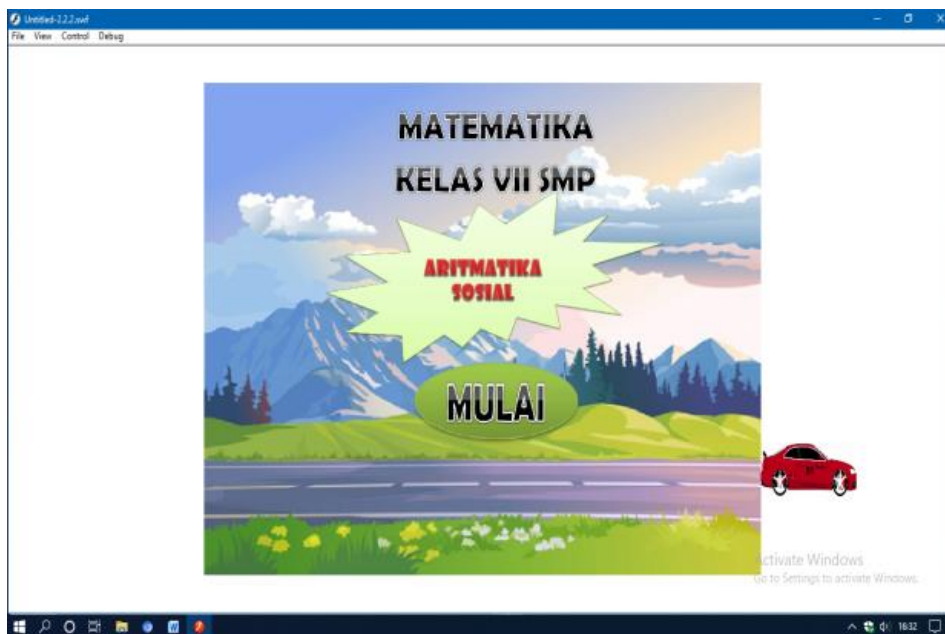 Untitled-2.2.2.swf
File View Control Debug
MATEMATIKA
KELAS VII SMP
ARITMATIKA
SOSIAL
MULAI
Activate Windows
Go to Settings to activate Windows.
16:32